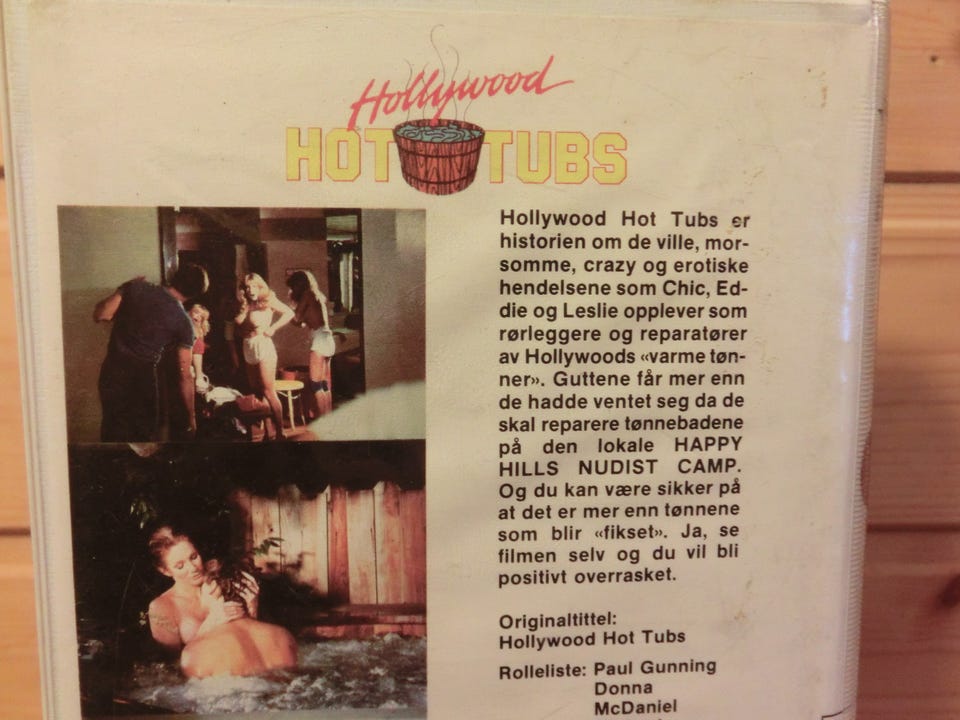 Hollywood
HOT TUBS
Hollywood Hot Tubs er
historien om de ville, mor-
somme, crazy og erotiske
hendelsene som Chic, Ed-
die og Leslie opplever som
rørleggere og reparatører
av Hollywoods «varme tøn-
ner». Guttene får mer enn
de hadde ventet seg da de
skal reparere tønnebadene
på den lokale HAPPY
HILLS NUDIST CAMP.
Og du kan være sikker på
at det er mer enn tønnene
som blir «fikset». Ja, se
filmen selv og du vil bli
positivt overrasket.
Originaltittel:
Hollywood Hot Tubs
Rolleliste: Paul Gunning
Donna
McDaniel